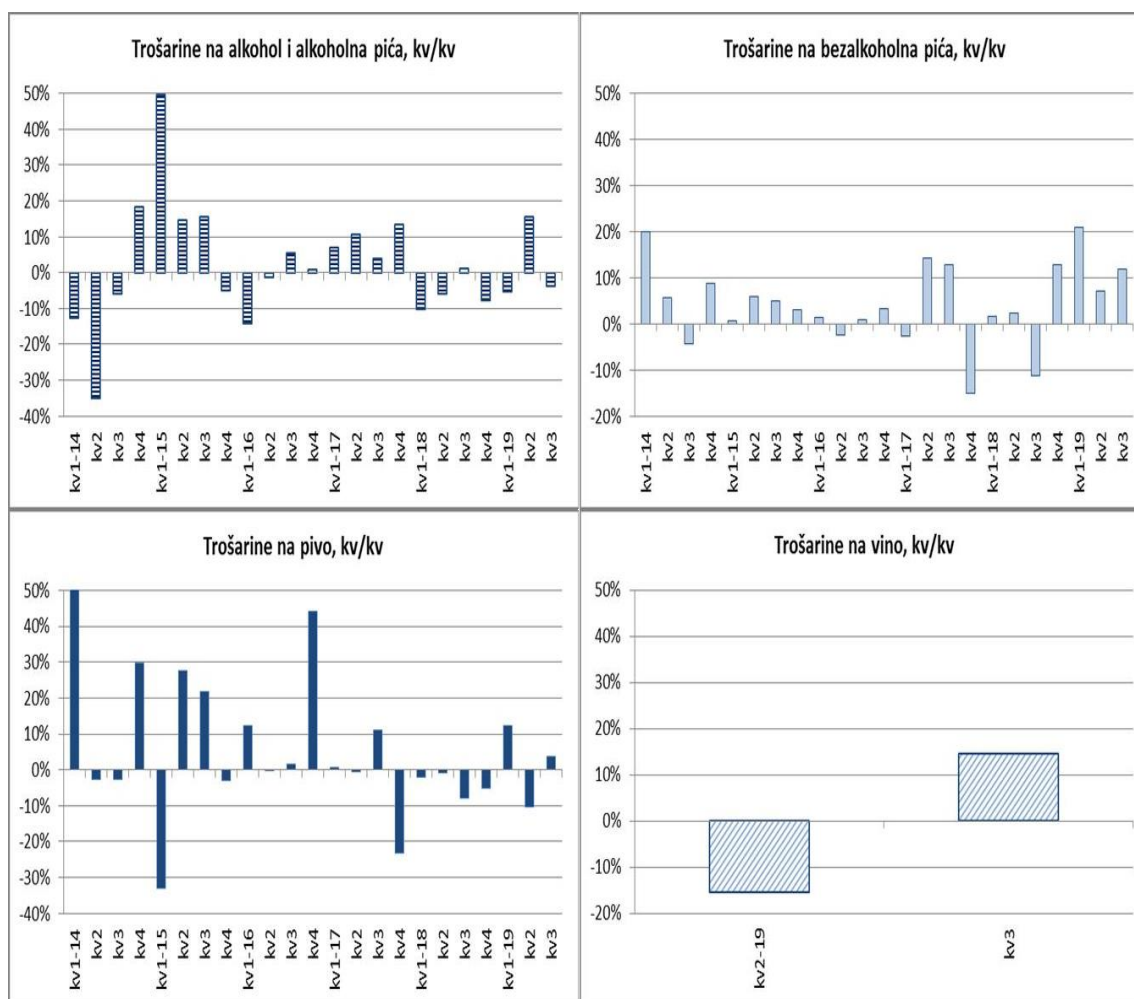 Trošarine na alkohol i alkoholna pića, kv/kv
50%
40%
30%
20%
10%
0%
-10%
-20%
-30%
-40%
kv1-14
kv2
kv3
kv4
kv1-15
kv2
kv3
kv4
kv1-16
kv2
kv3
kv4
kv1-17
kv2
kv3
kv4
kv1-18
kv2
kv3
kv4
kv1-19
kv2
kv3
Trošarine na bezalkoholna pića, kv/kv
50%
40%
30%
20%
10%
0%
-10%
-20%
kv1-14
kv2
kv3
kv4
kv1-15
kv2
kv3
kv4
kv1-16
kv2
kv3
kv4
kv1-17
kv2
kv3
kv4
kv1-18
kv2
kv3
kv4
kv1-19
kv2
kv3
Trošarine na pivo, kv/kv
50%
40%
30%
20%
10%
0%
-10%
-20%
-30%
-40%
kv1-14
kv2
kv3
kv4
kv1-15
kv2
kv3
kv4
kv1-16
kv2
kv3
kv4
kv1-17
kv2
kv3
kv4
kv1-18
kv2
kv3
kv4
kv1-19
kv2
kv3
Trošarine na vino, kv/kv
50%
40%
30%
20%
10%
0%
-10%
-20%
kv2-19
kv3